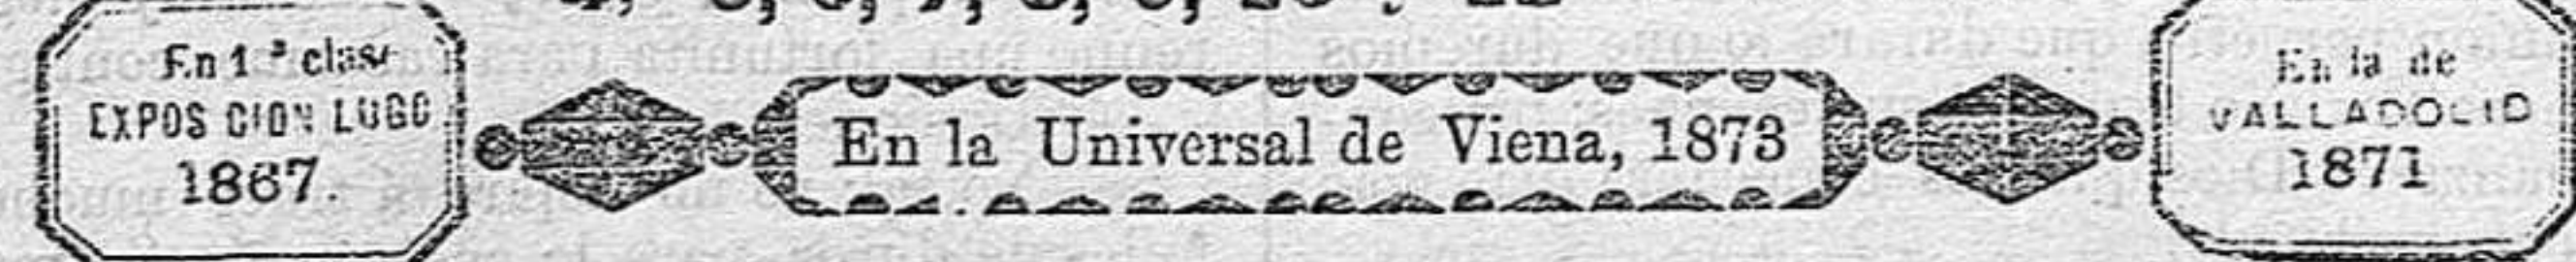 En 1.ª clase
EXPOSICION LUGO
1867.
En la Universal de Viena, 1873
En la de
VALLADOLID
1871